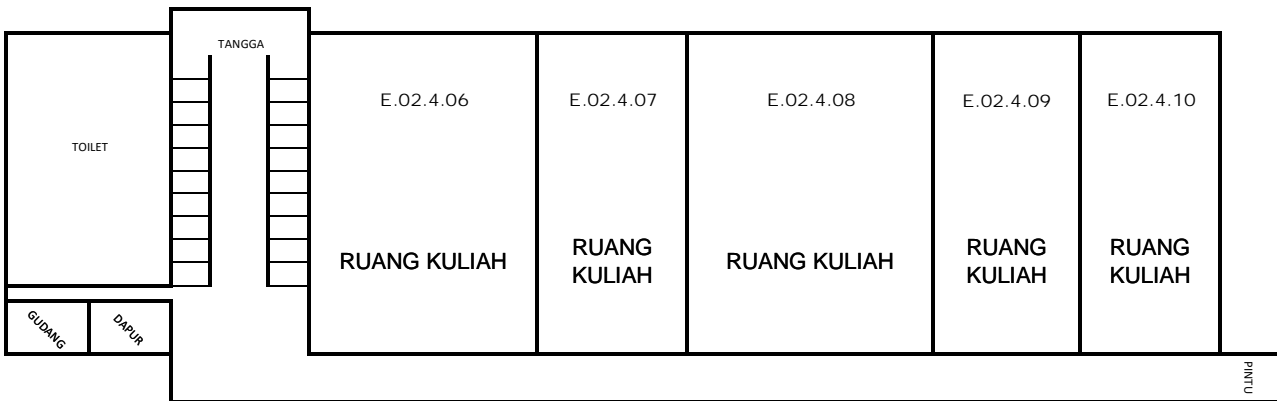 TANGGA
TOILET
GUDANG
DAPUR
E.02.4.06
RUANG KULIAH
E.02.4.07
RUANG
KULIAH
E.02.4.08
RUANG KULIAH
E.02.4.09
RUANG
KULIAH
E.02.4.10
RUANG
KULIAH
PINTU